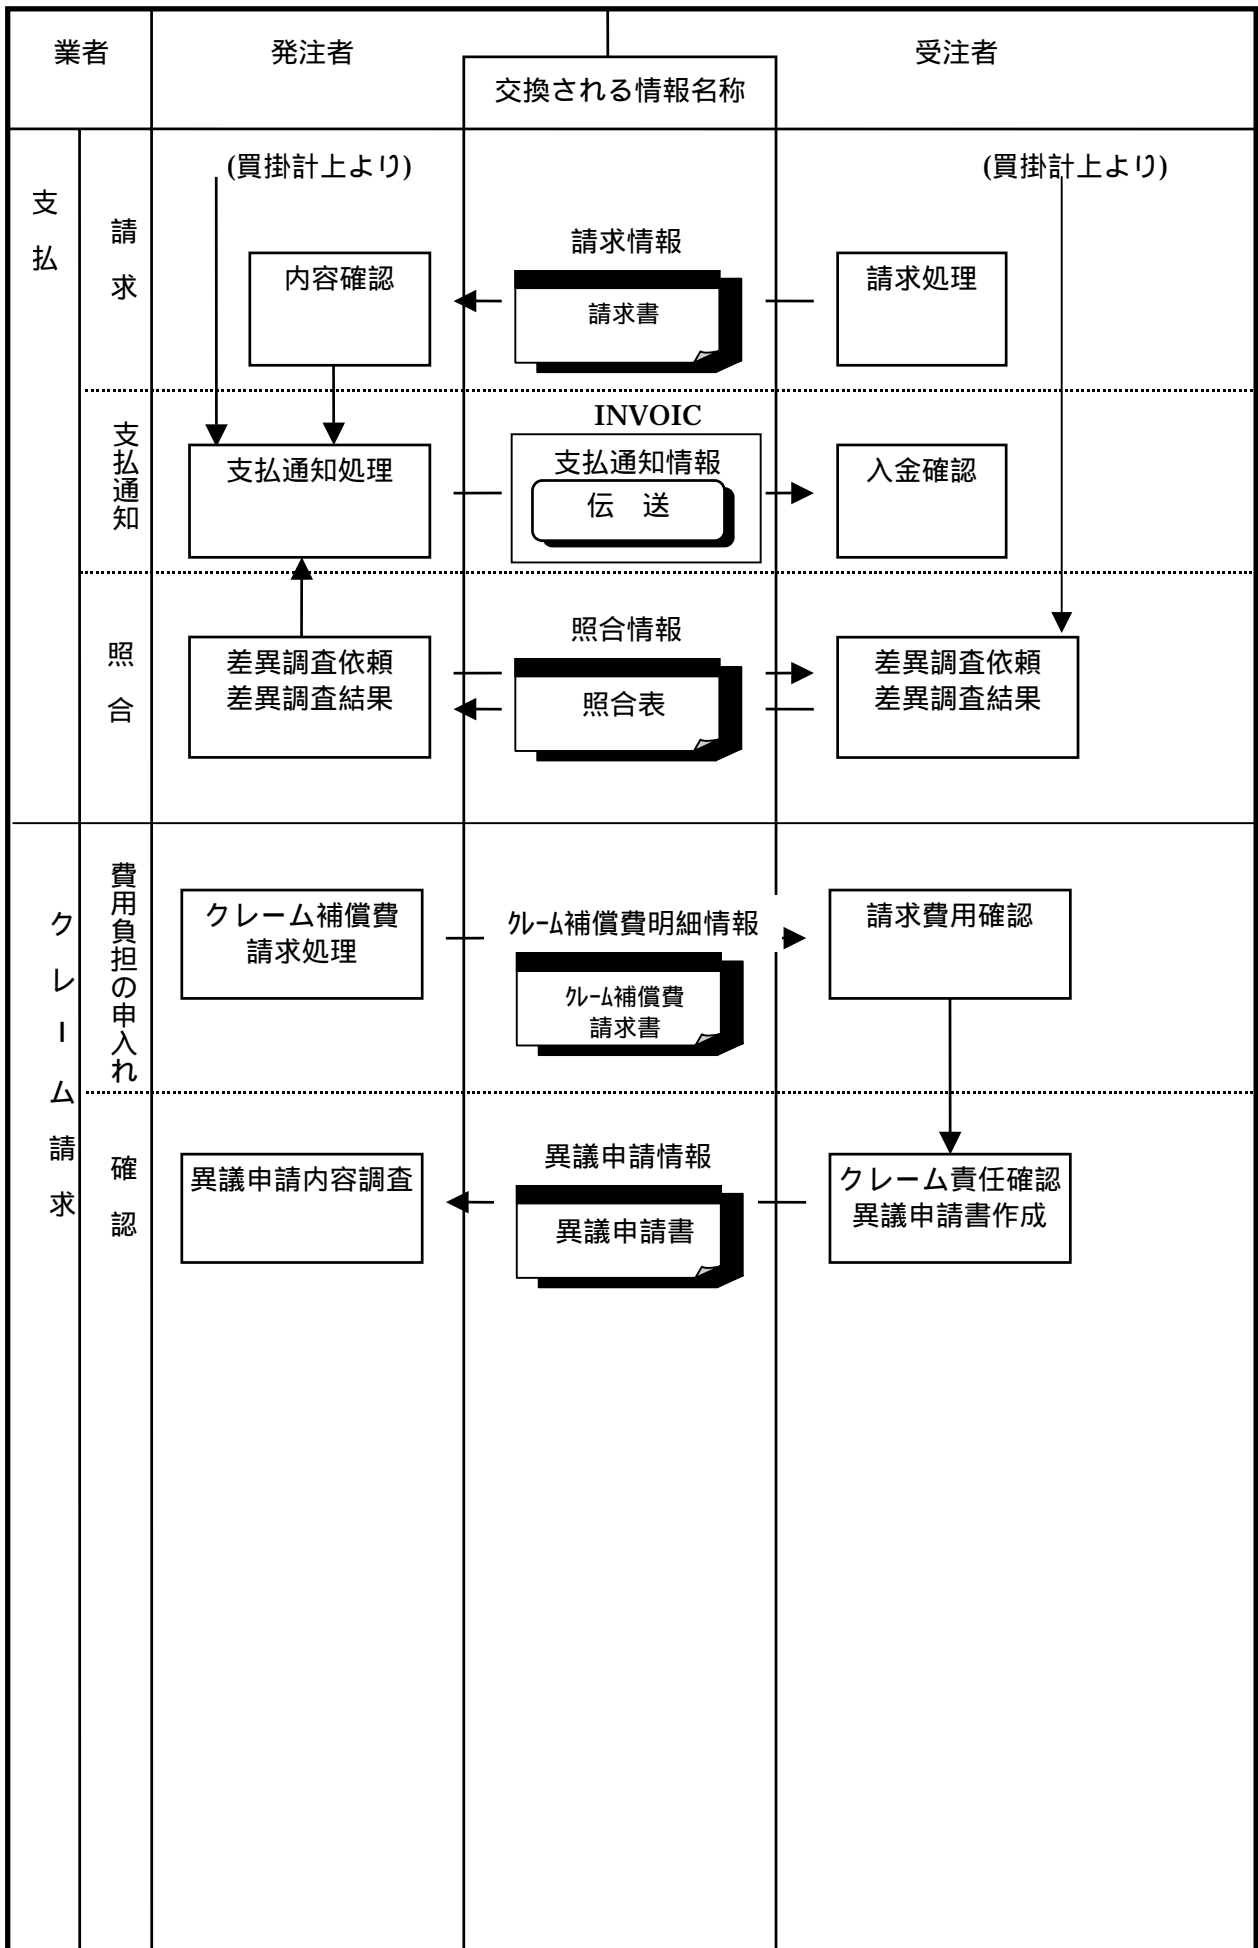 業者
発注者
受注者
交換される情報名称
支払
請求
(買掛計上より)
(買掛計上より)
請求情報
内容確認
請求書
請求処理
支払通知
INVOIC
支払通知処理
支払通知情報
伝　送
入金確認
照合
照合情報
差異調査依頼
差異調査結果
照合表
差異調査依頼
差異調査結果
クレーム請求
費用負担の申入れ
クレーム補償費
請求処理
ｸﾚｰﾑ補償費明細情報
ｸﾚｰﾑ補償費
請求書
請求費用確認
確認
異議申請情報
異議申請内容調査
異議申請書
クレーム責任確認
異議申請書作成